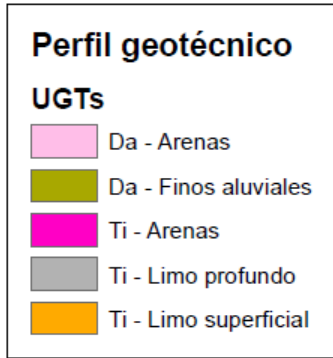 Perfil geotécnico
UGTs
Da - Arenas
Da - Finos aluviales
Ti - Arenas
Ti - Limo profundo
Ti - Limo superficial